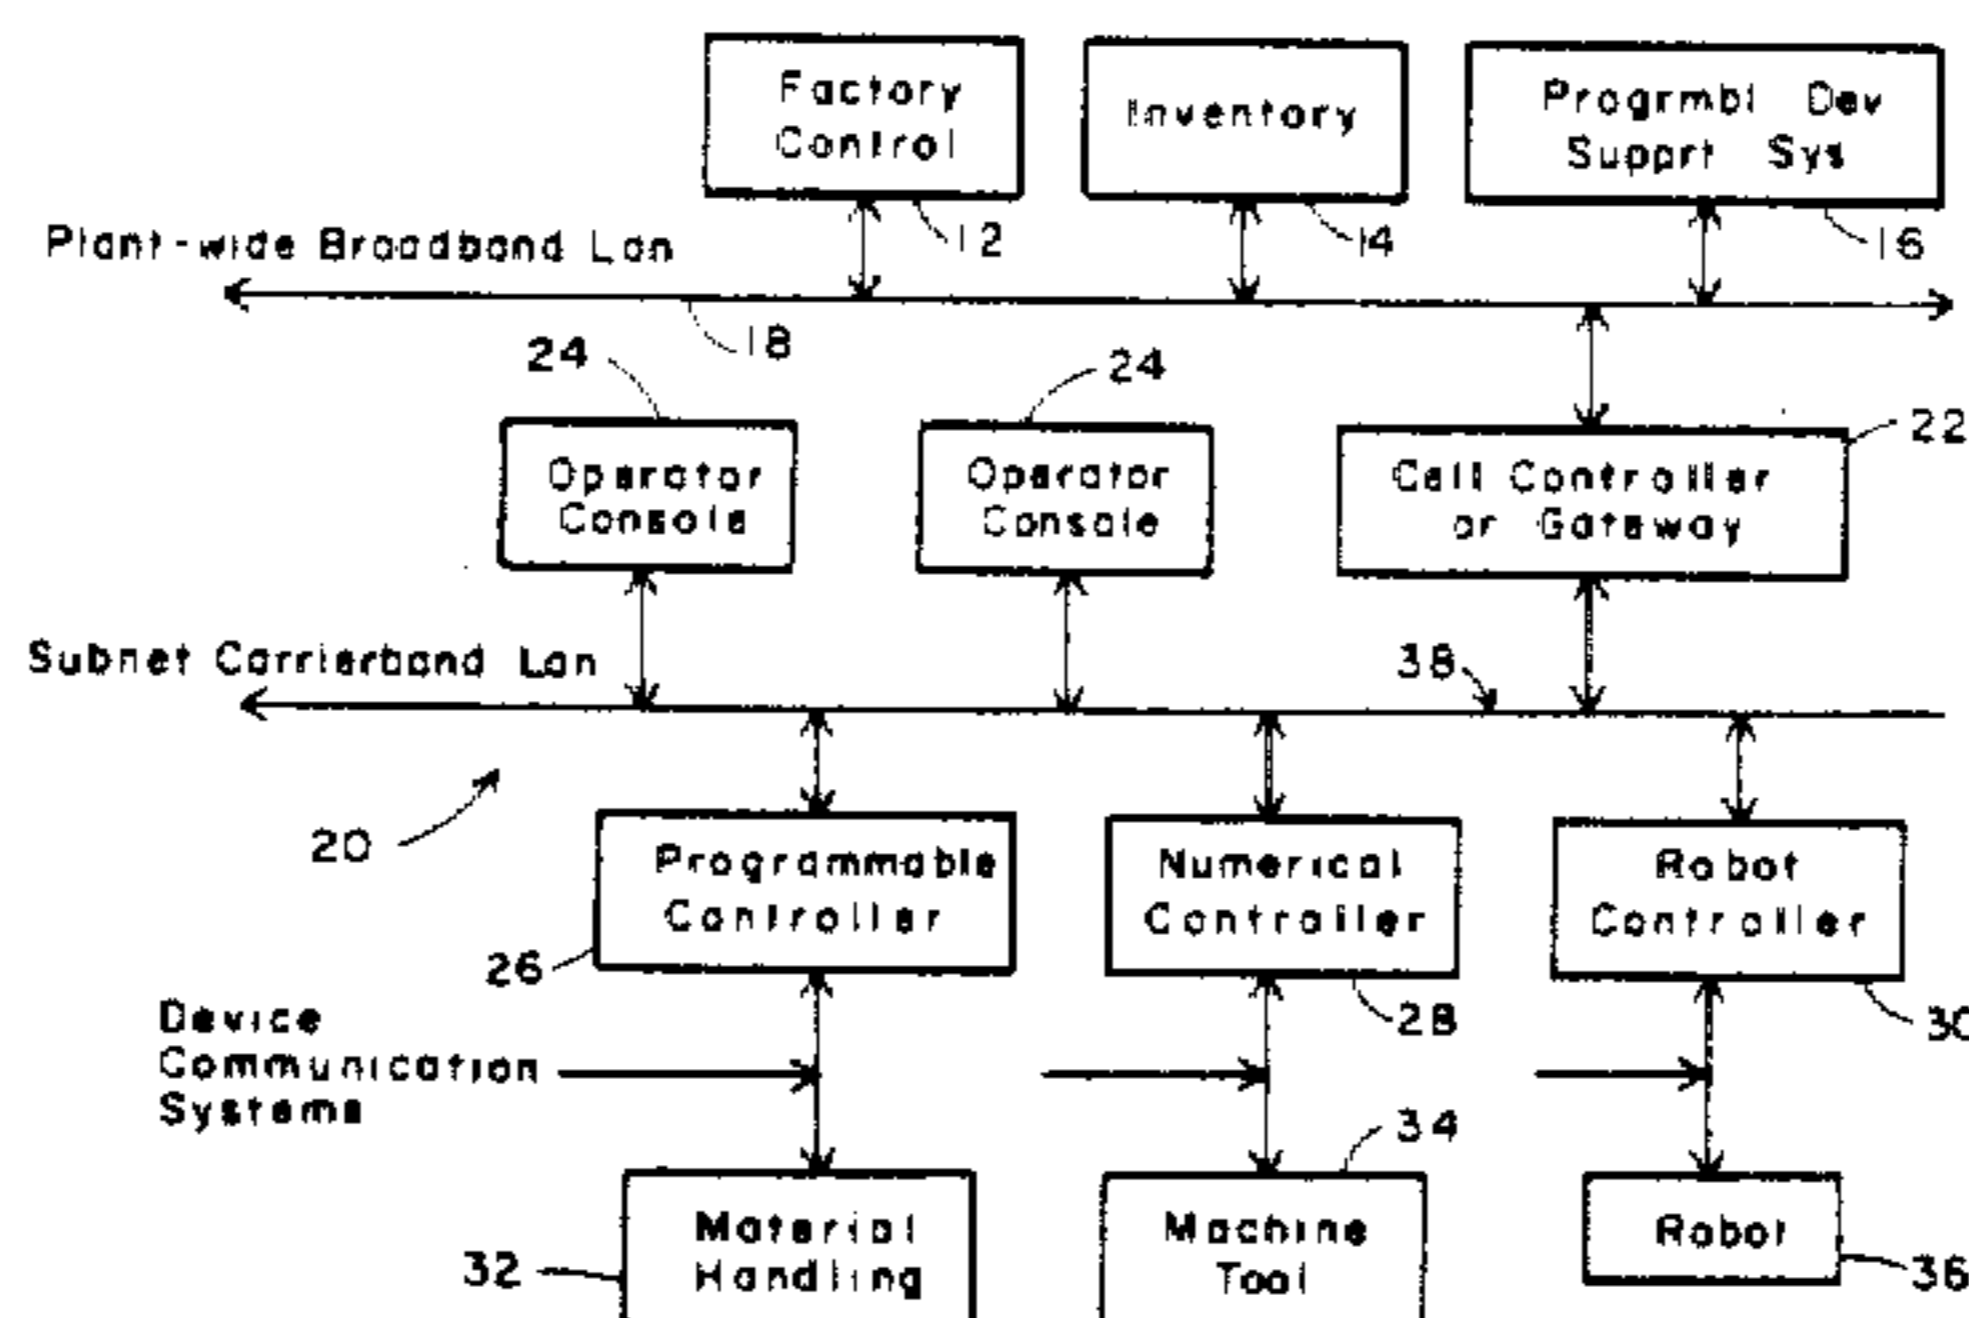 Factory
Control
Inventory
Progrmbl Dev
Supprt Sys
12
14
16
Plant-wide Broadband Lan
18
24
24
22
Operator
Console
Operator
Console
Cell Controller
or Gateway
Subnet Carrierband Lan
38
20
Programmable
Controller
Numerical
Controller
Robot
Controller
26
28
30
Device
Communication
Systems
34
Material
Handling
Machine
Tool
Robot
32
36